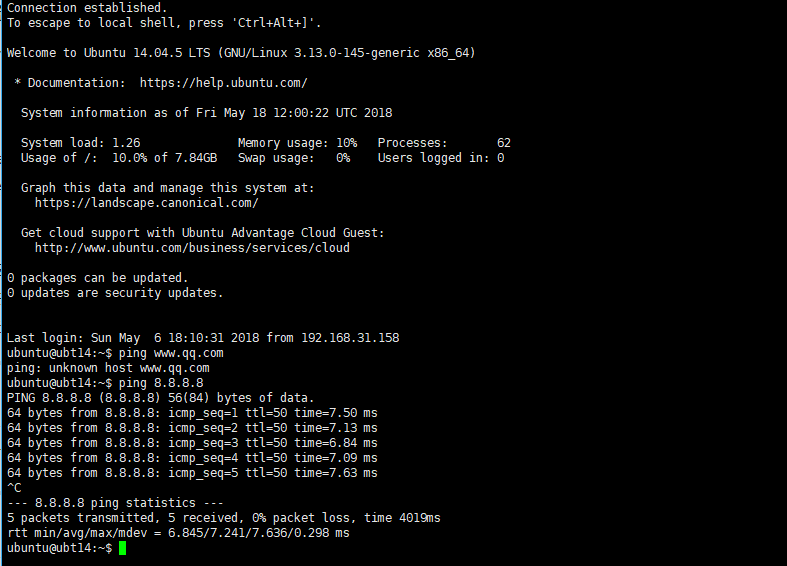 Connection established.
To escape to local shell, press 'Ctrl+Alt+]'.
Welcome to Ubuntu 14.04.5 LTS (GNU/Linux 3.13.0-145-generic x86_64)
* Documentation:  https://help.ubuntu.com/
System information as of Fri May 18 12:00:22 UTC 2018
System load: 1.26              Memory usage: 10%   Processes:       62
Usage of /:  10.0% of 7.84GB   Swap usage:   0%    Users logged in: 0
Graph this data and manage this system at:
https://landscape.canonical.com/
Get cloud support with Ubuntu Advantage Cloud Guest:
http://www.ubuntu.com/business/services/cloud
0 packages can be updated.
0 updates are security updates.
Last login: Sun May  6 18:10:31 2018 from 192.168.31.158
ubuntu@ubt14:~$ ping www.qq.com
ping: unknown host www.qq.com
ubuntu@ubt14:~$ ping 8.8.8.8
PING 8.8.8.8 (8.8.8.8) 56(84) bytes of data.
64 bytes from 8.8.8.8: icmp_seq=1 ttl=50 time=7.50 ms
64 bytes from 8.8.8.8: icmp_seq=2 ttl=50 time=7.13 ms
64 bytes from 8.8.8.8: icmp_seq=3 ttl=50 time=6.84 ms
64 bytes from 8.8.8.8: icmp_seq=4 ttl=50 time=7.09 ms
64 bytes from 8.8.8.8: icmp_seq=5 ttl=50 time=7.63 ms
^C
--- 8.8.8.8 ping statistics ---
5 packets transmitted, 5 received, 0% packet loss, time 4019ms
rtt min/avg/max/mdev = 6.845/7.241/7.636/0.298 ms
ubuntu@ubt14:~$